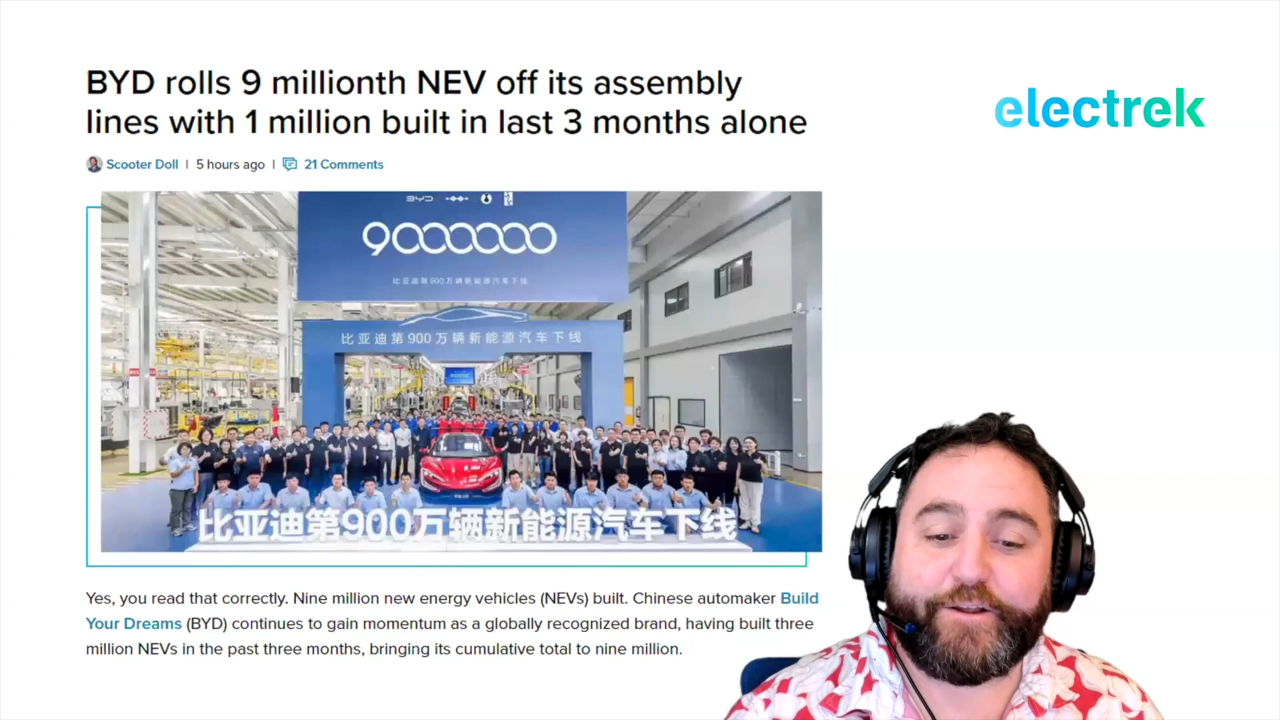 BYD rolls 9 millionth NEV off its assembly
lines with 1 million built in last 3 months alone
electrek
Scooter Doll | 5 hours ago | 21 Comments
BYD
9000000
比亚迪第900万辆新能源汽车下线
比亚迪第900万辆新能源汽车下线
比亚迪第900万辆新能源汽车下线
Yes, you read that correctly. Nine million new energy vehicles (NEVs) built. Chinese automaker Build
Your Dreams (BYD) continues to gain momentum as a globally recognized brand, having built three
million NEVs in the past three months, bringing its cumulative total to nine million.